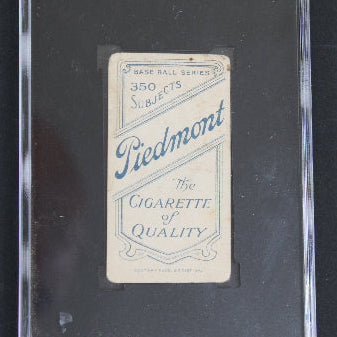 BASE BALL SERIES
350
SUBJECTS
Piedmont
The
CIGARETTE
of
QUALITY